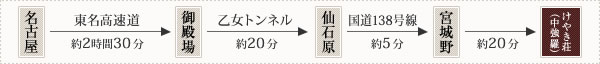 名古屋
東名高速道
約2時間30分
御殿場
乙女トンネル
約20分
仙石原
国道138号線
約5分
宮城野
約20分
けやき荘
（中強羅）